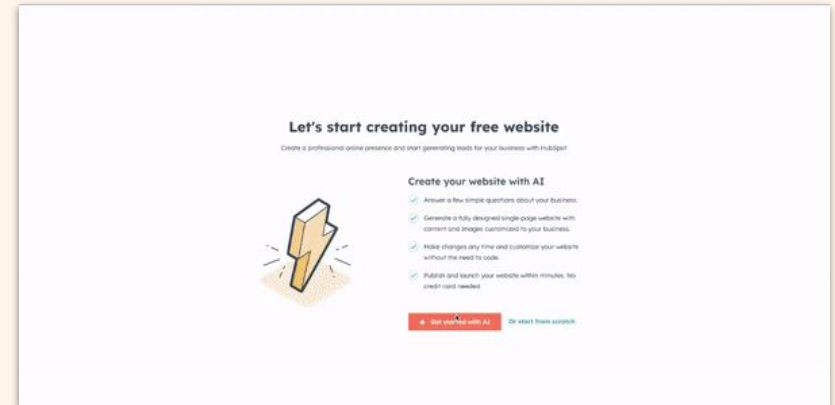 Let's start creating your free website
Create a professional online presence and start generating leads for your business with HubSpot
Create your website with AI
Answer a few simple questions about your business.
Generate a fully designed single-page website with
content and images customized to your business.
Make changes any time and customize your website
without the need to code.
Publish and launch your website within minutes. No
credit card needed.
Get started with AI
Or start from scratch